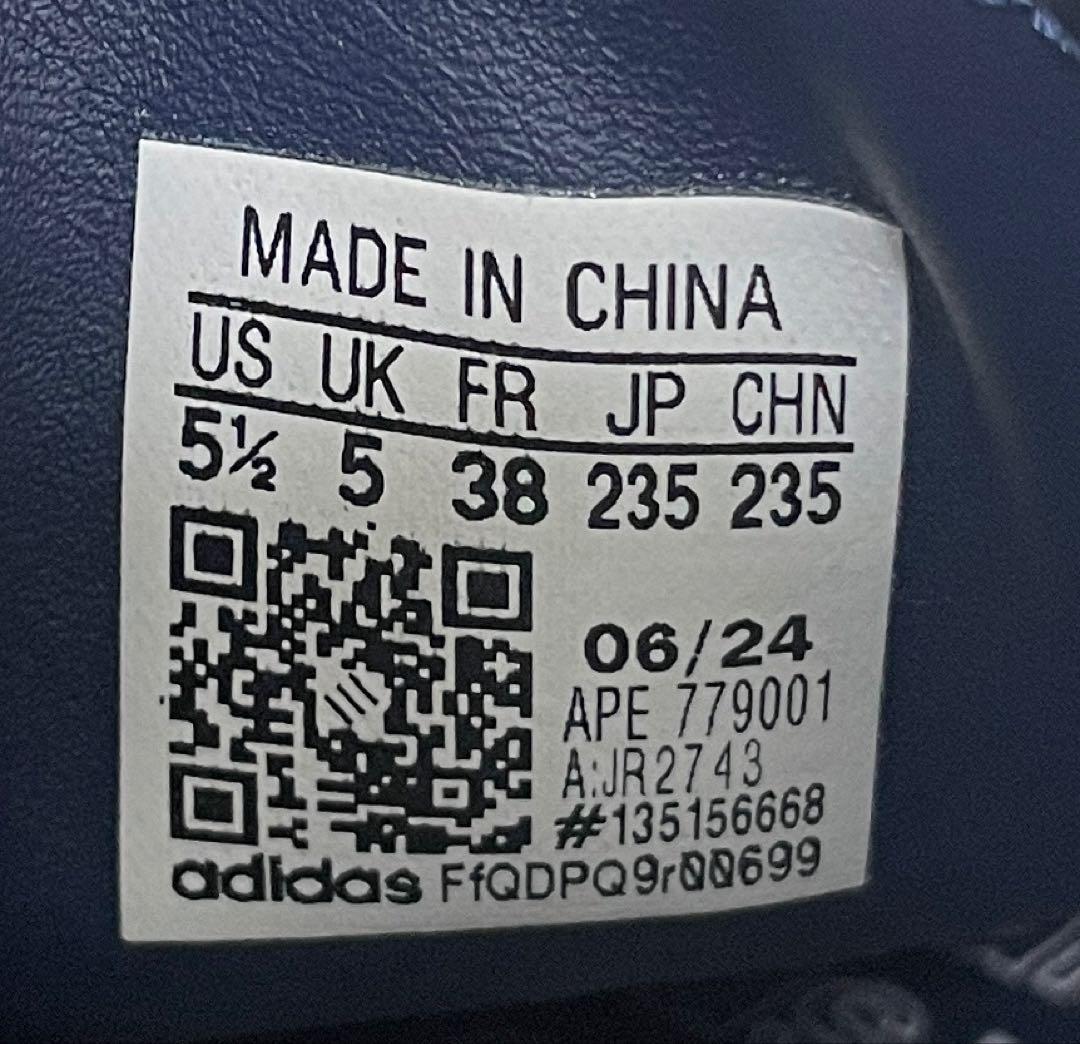 MADE IN CHINA
US UK FR JP CHN
5½ 5 38 235 235
06/24
APE 779001
A:JR2743
#135156668
adidas FfQDPQ9r00699